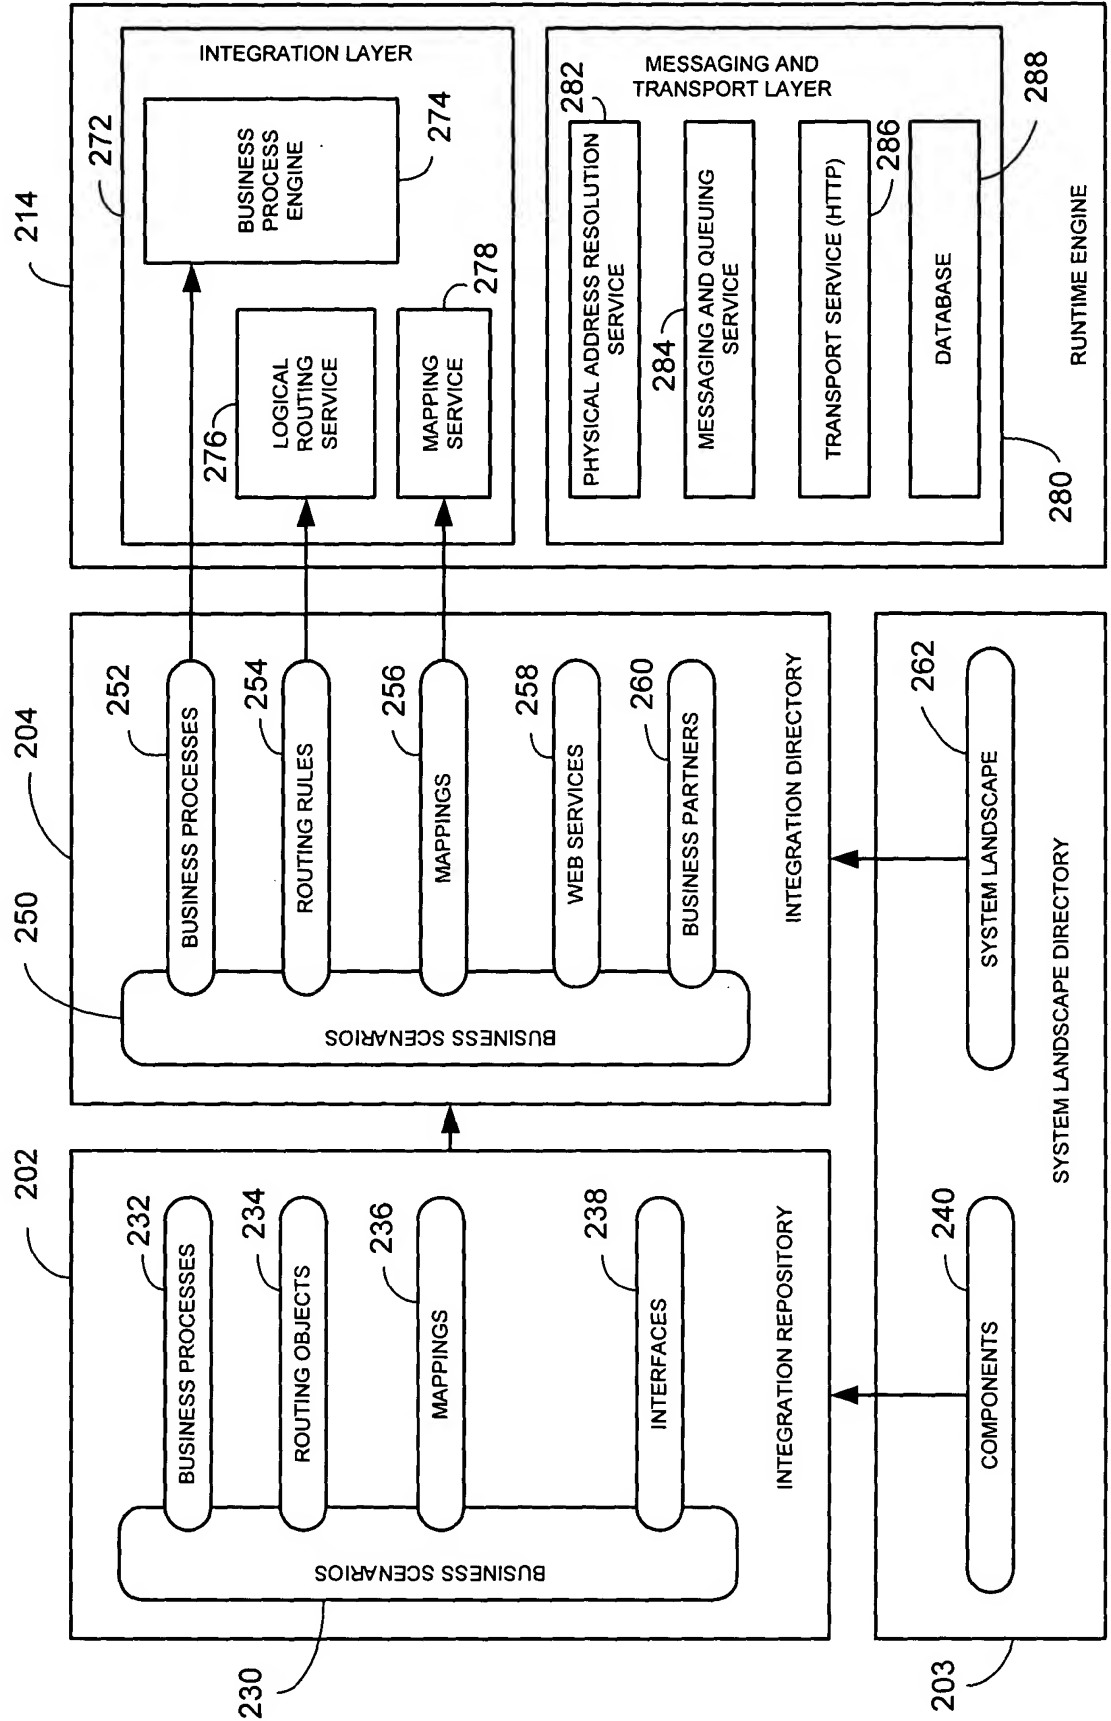 202
BUSINESS SCENARIOS
230
BUSINESS PROCESSES
232
ROUTING OBJECTS
234
MAPPINGS
236
INTERFACES
238
INTEGRATION REPOSITORY
204
250
BUSINESS SCENARIOS
BUSINESS PROCESSES
252
ROUTING RULES
254
MAPPINGS
256
WEB SERVICES
258
BUSINESS PARTNERS
260
INTEGRATION DIRECTORY
203
COMPONENTS
240
SYSTEM LANDSCAPE
262
SYSTEM LANDSCAPE DIRECTORY
214
272
INTEGRATION LAYER
BUSINESS
PROCESS
ENGINE
274
276
LOGICAL
ROUTING
SERVICE
MAPPING
SERVICE
278
MESSAGING AND
TRANSPORT LAYER
282
PHYSICAL ADDRESS RESOLUTION
SERVICE
284
MESSAGING AND QUEUING
SERVICE
TRANSPORT SERVICE (HTTP)
286
DATABASE
288
280
RUNTIME ENGINE